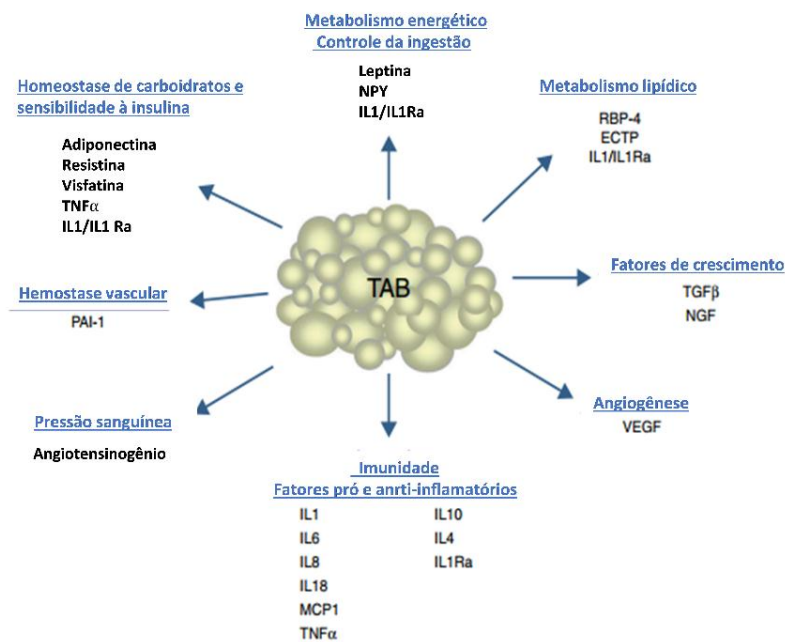 Metabolismo energético
Controle da ingestão
Leptina
NPY
IL1/IL1Ra
Homeostase de carboidratos e
sensibilidade à insulina
Adiponectina
Resistina
Visfatina
TNFα
IL1/IL1 Ra
Metabolismo lipídico
RBP-4
ECTP
IL1/IL1Ra
TAB
Hemostase vascular
PAI-1
Fatores de crescimento
TGFβ
NGF
Pressão sanguínea
Angiotensinogênio
Angiogênese
VEGF
Imunidade
Fatores pró e anrti-inflamatórios
IL1 IL10
IL6 IL4
IL8 IL1Ra
IL18
MCP1
TNFα